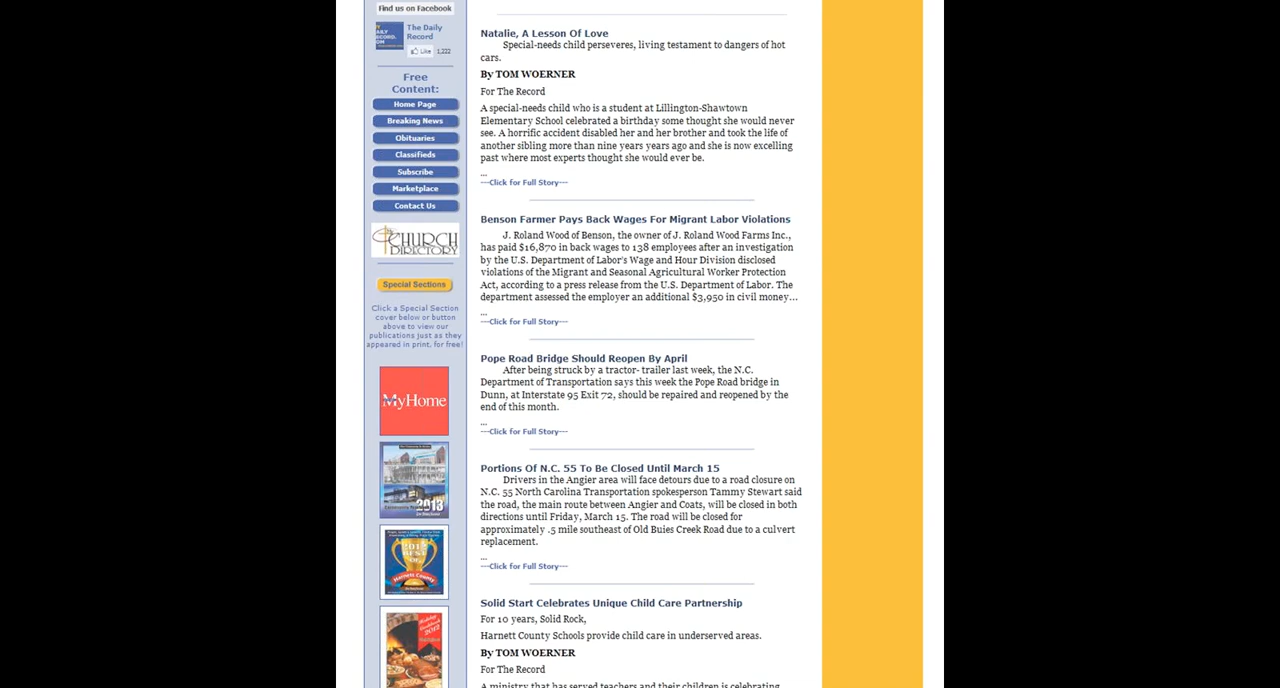 Find us on Facebook
The Daily
Record
Like 1,222
Free
Content:
Home Page
Breaking News
Obituaries
Classifieds
Subscribe
Marketplace
Contact Us
CHURCH
DIRECTORY
Special Sections
Click a Special Section
cover below or button
above to view our
publications just as they
appeared in print, for free!
MyHome
2013
Harnett County
Natalie, A Lesson Of Love
Special-needs child perseveres, living testament to dangers of hot
cars.
By TOM WOERNER
For The Record
A special-needs child who is a student at Lillington-Shawtown
Elementary School celebrated a birthday some thought she would never
see. A horrific accident disabled her and her brother and took the life of
another sibling more than nine years years ago and she is now excelling
past where most experts thought she would ever be.
...
---Click for Full Story---
Benson Farmer Pays Back Wages For Migrant Labor Violations
J. Roland Wood of Benson, the owner of J. Roland Wood Farms Inc.,
has paid $16,870 in back wages to 138 employees after an investigation
by the U.S. Department of Labor's Wage and Hour Division disclosed
violations of the Migrant and Seasonal Agricultural Worker Protection
Act, according to a press release from the U.S. Department of Labor. The
department assessed the employer an additional $3,950 in civil money...
...
---Click for Full Story---
Pope Road Bridge Should Reopen By April
After being struck by a tractor- trailer last week, the N.C.
Department of Transportation says this week the Pope Road bridge in
Dunn, at Interstate 95 Exit 72, should be repaired and reopened by the
end of this month.
...
---Click for Full Story---
Portions Of N.C. 55 To Be Closed Until March 15
Drivers in the Angier area will face detours due to a road closure on
N.C. 55 North Carolina Transportation spokesperson Tammy Stewart said
the road, the main route between Angier and Coats, will be closed in both
directions until Friday, March 15. The road will be closed for
approximately .5 mile southeast of Old Buies Creek Road due to a culvert
replacement.
...
---Click for Full Story---
Solid Start Celebrates Unique Child Care Partnership
For 10 years, Solid Rock,
Harnett County Schools provide child care in underserved areas.
By TOM WOERNER
For The Record
A ministry that has served teachers and their children is celebrating